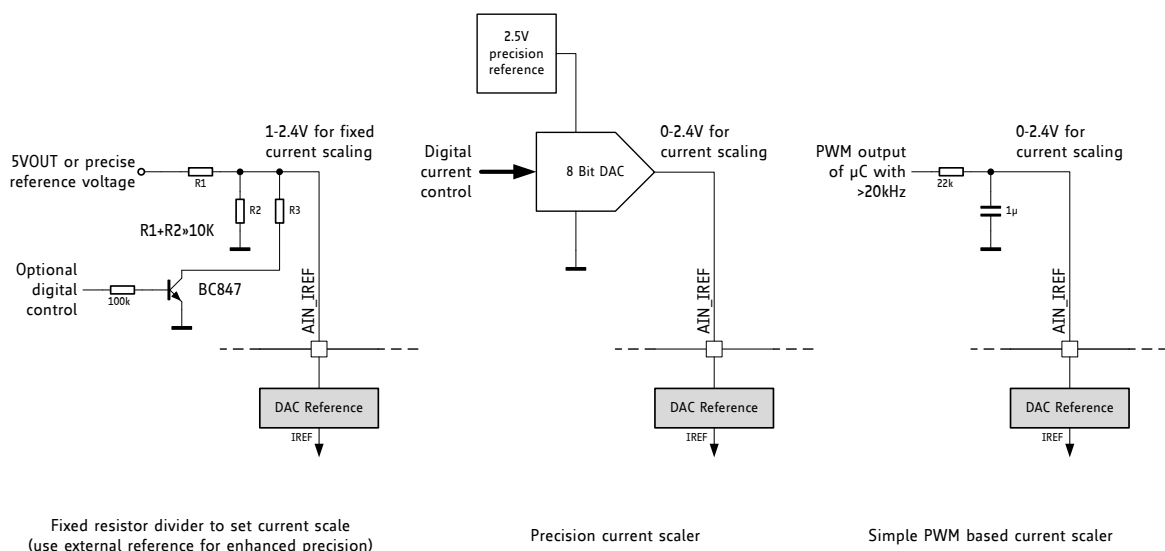 2.5V
precision
reference
1-2.4V for fixed
current scaling
5VOUT or precise
reference voltage
R1
R2
R3
R1+R2»10K
Optional
digital
control
100k
BC847
AIN_IREF
DAC Reference
IREF
Digital
current
control
8 Bit DAC
0-2.4V for
current scaling
AIN_IREF
DAC Reference
IREF
PWM output
of µC with
>20kHz
22k
0-2.4V for
current scaling
1µ
AIN_IREF
DAC Reference
IREF
Fixed resistor divider to set current scale
(use external reference for enhanced precision)
Precision current scaler
Simple PWM based current scaler